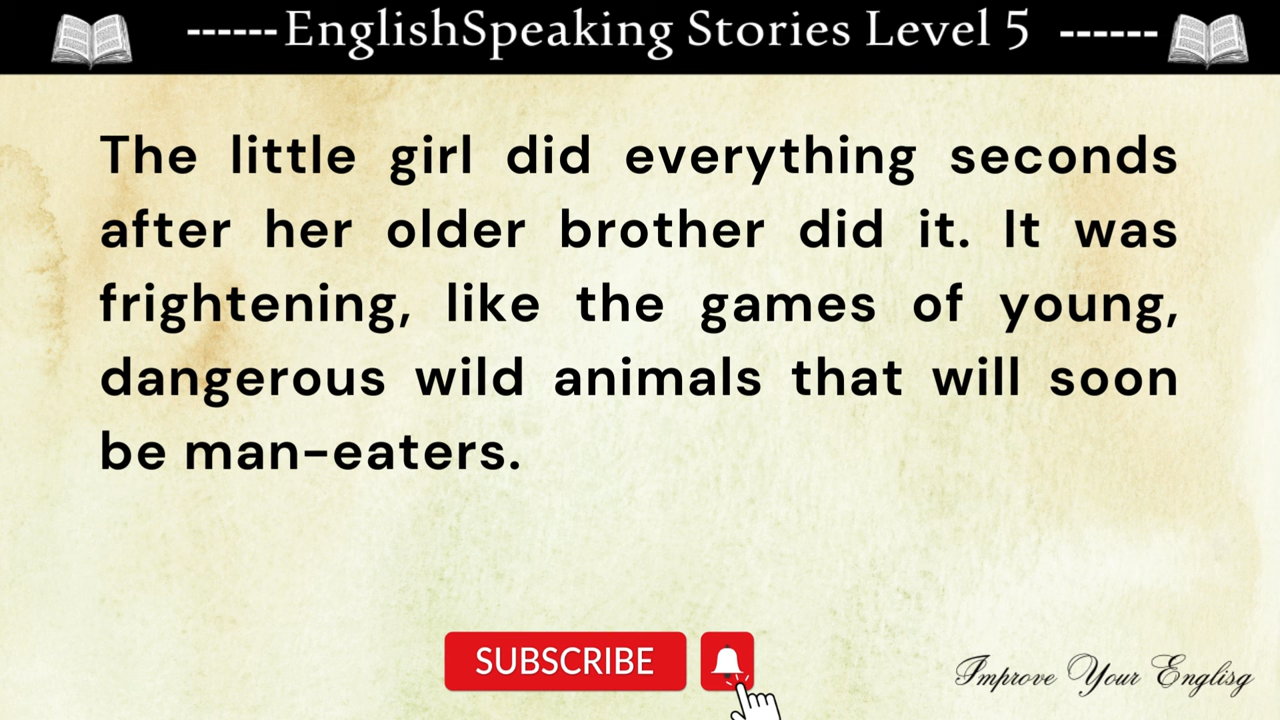 ------EnglishSpeaking Stories Level 5 ------
The little girl did everything seconds
after her older brother did it. It was
frightening, like the games of young,
dangerous wild animals that will soon
be man-eaters.
SUBSCRIBE
Improve Your Englisg